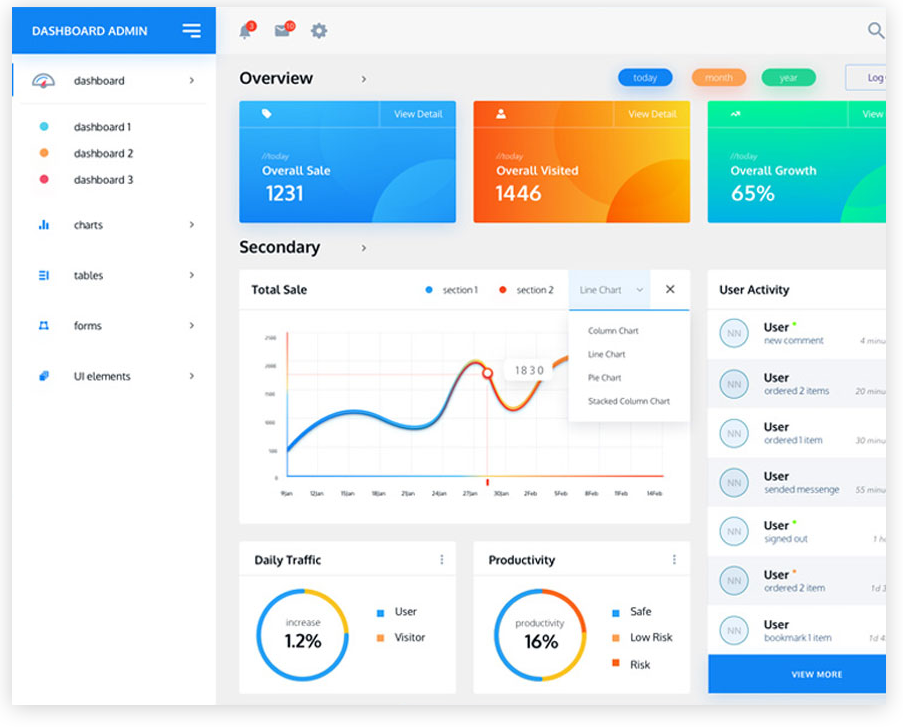 DASHBOARD ADMIN
3
10
dashboard
dashboard 1
dashboard 2
dashboard 3
charts
tables
forms
UI elements
Overview
today
month
year
Log
View Detail
//today
Overall Sale
1231
View Detail
//today
Overall Visited
1446
View
//today
Overall Growth
65%
Secondary
Total Sale
section 1
section 2
Line Chart
Column Chart
Line Chart
Pie Chart
Stacked Column Chart
2100
2000
1500
1000
500
0
1830
9Jan
12Jan
15Jan
18Jan
21Jan
24Jan
27Jan
30Jan
2Feb
5Feb
8Feb
11Feb
14Feb
User Activity
NN
User
new comment
4 minu
NN
User
ordered 2 items
20 minu
NN
User
ordered 1 item
30 minu
NN
User
sended messenge
55 minu
NN
User
signed out
1 h
NN
User
ordered 2 item
1d 3
NN
User
bookmark 1 item
1d 4
VIEW MORE
Daily Traffic
increase
1.2%
User
Visitor
Productivity
productivity
16%
Safe
Low Risk
Risk